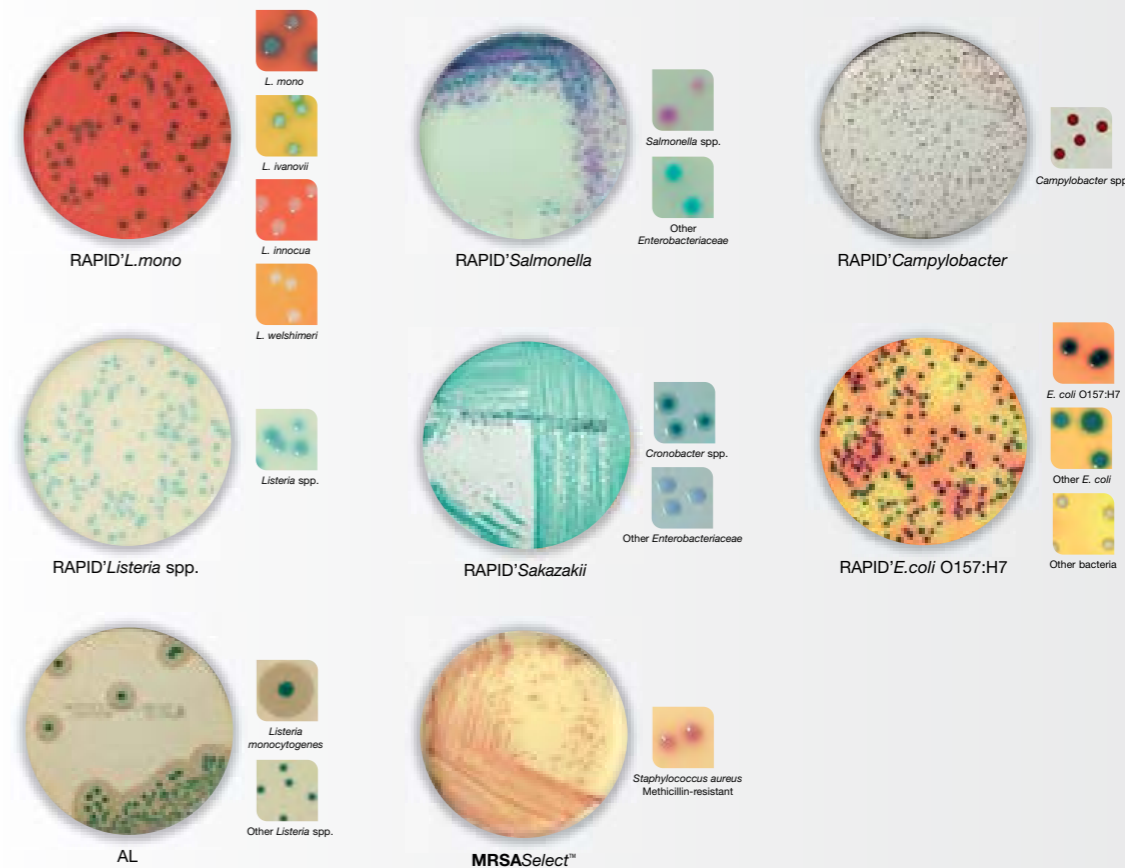 L. mono
L. ivanovii
L. innocua
L. welshimeri
RAPID'L.mono
Salmonella spp.
Other
Enterobacteriaceae
RAPID'Salmonella
Campylobacter spp
RAPID'Campylobacter
Listeria spp.
RAPID'Listeria spp.
Cronobacter spp.
Other Enterobacteriaceae
RAPID'Sakazakii
E. coli O157:H7
Other E. coli
Other bacteria
RAPID'E.coli O157:H7
Listeria
monocytogenes
Other Listeria spp.
AL
Staphylococcus aureus
Methicillin-resistant
MRSASelect™